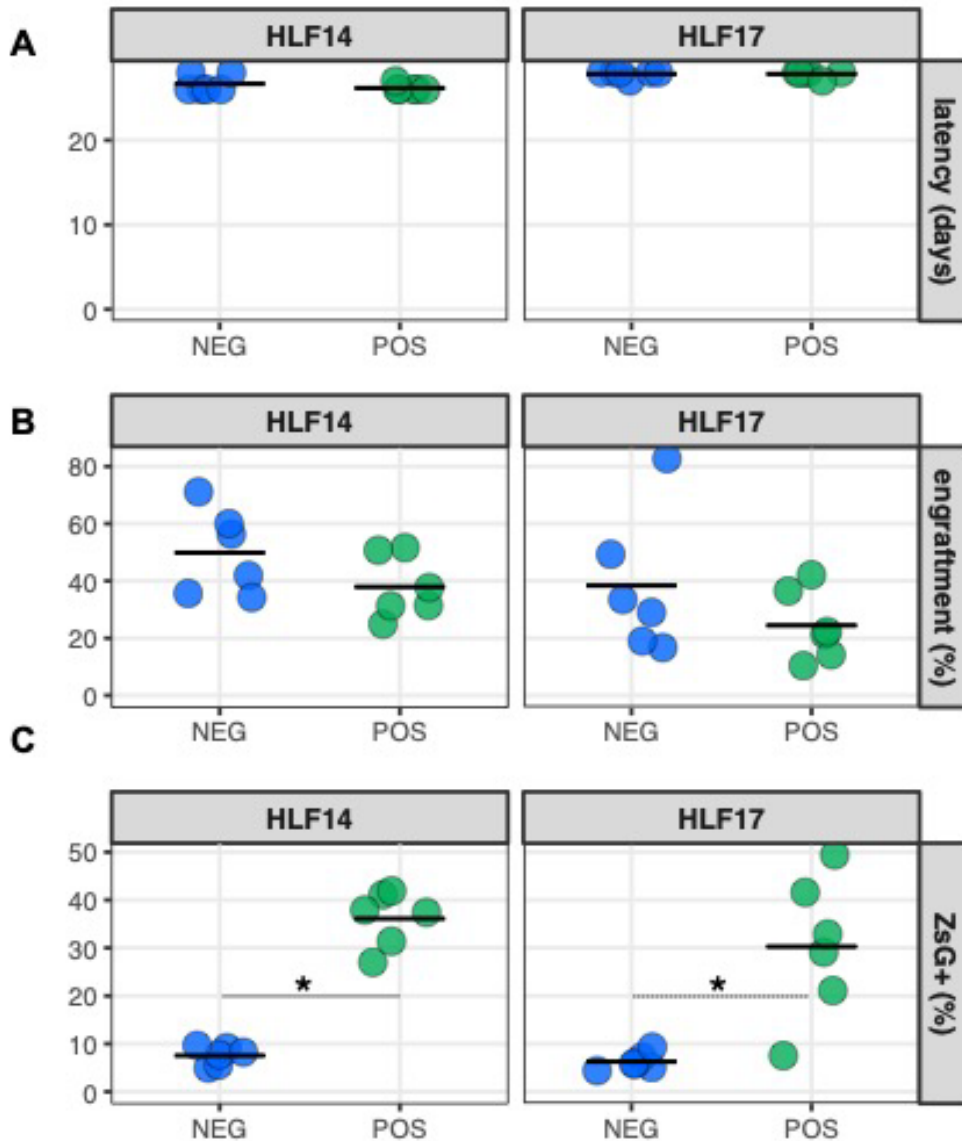 A
HLF14 HLF17
20
10
0
latency (days)
NEG POS NEG POS
B
HLF14 HLF17
80
60
40
20
0
engraftment (%)
NEG POS NEG POS
C
HLF14 HLF17
50
40
30
20
10
0
* *
ZsG+ (%)
NEG POS NEG POS